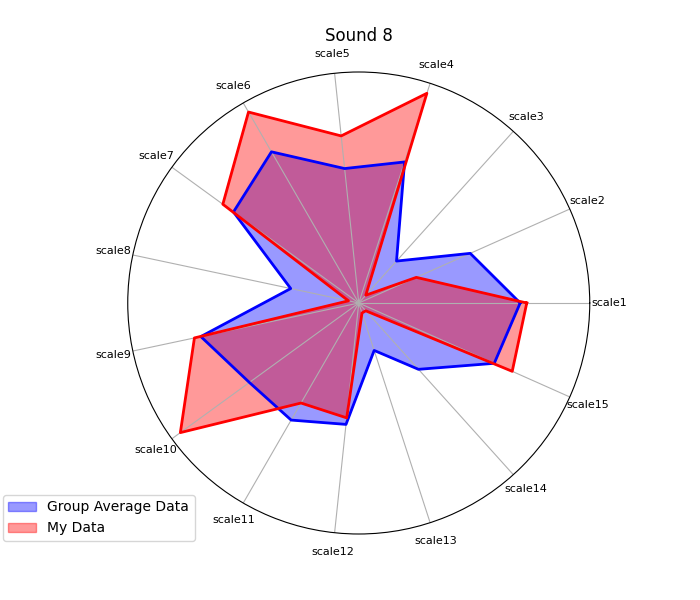 Sound 8
scale5
scale4
scale6
scale3
scale7
scale2
scale8
scale1
scale9
scale15
scale10
scale14
scale11
scale13
scale12
Group Average Data
My Data